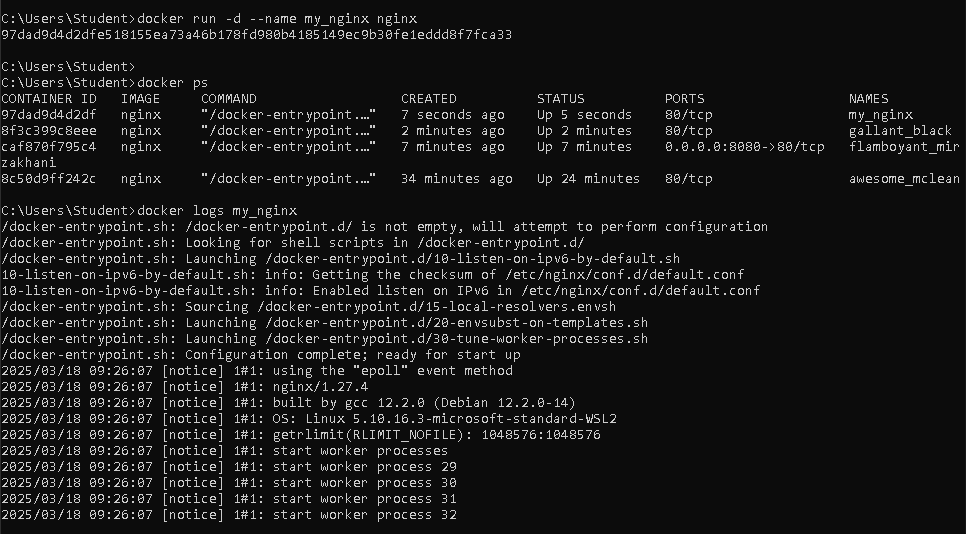 C:\Users\Student>docker run -d --name my_nginx nginx
97dad9d4d2dfe518155ea73a46b178fd980b4185149ec9b30fe1eddd8f7fca33
C:\Users\Student>
C:\Users\Student>docker ps
CONTAINER ID   IMAGE     COMMAND                  CREATED          STATUS          PORTS                  NAMES
97dad9d4d2df   nginx     "/docker-entrypoint.…"   7 seconds ago    Up 5 seconds    80/tcp                 my_nginx
8f3c399c8eee   nginx     "/docker-entrypoint.…"   2 minutes ago    Up 2 minutes    80/tcp                 gallant_black
caf870f795c4   nginx     "/docker-entrypoint.…"   7 minutes ago    Up 7 minutes    0.0.0.0:8080->80/tcp   flamboyant_mir
zakhani
8c50d9ff242c   nginx     "/docker-entrypoint.…"   34 minutes ago   Up 24 minutes   80/tcp                 awesome_mclean
C:\Users\Student>docker logs my_nginx
/docker-entrypoint.sh: /docker-entrypoint.d/ is not empty, will attempt to perform configuration
/docker-entrypoint.sh: Looking for shell scripts in /docker-entrypoint.d/
/docker-entrypoint.sh: Launching /docker-entrypoint.d/10-listen-on-ipv6-by-default.sh
10-listen-on-ipv6-by-default.sh: info: Getting the checksum of /etc/nginx/conf.d/default.conf
10-listen-on-ipv6-by-default.sh: info: Enabled listen on IPv6 in /etc/nginx/conf.d/default.conf
/docker-entrypoint.sh: Sourcing /docker-entrypoint.d/15-local-resolvers.envsh
/docker-entrypoint.sh: Launching /docker-entrypoint.d/20-envsubst-on-templates.sh
/docker-entrypoint.sh: Launching /docker-entrypoint.d/30-tune-worker-processes.sh
/docker-entrypoint.sh: Configuration complete; ready for start up
2025/03/18 09:26:07 [notice] 1#1: using the "epoll" event method
2025/03/18 09:26:07 [notice] 1#1: nginx/1.27.4
2025/03/18 09:26:07 [notice] 1#1: built by gcc 12.2.0 (Debian 12.2.0-14)
2025/03/18 09:26:07 [notice] 1#1: OS: Linux 5.10.16.3-microsoft-standard-WSL2
2025/03/18 09:26:07 [notice] 1#1: getrlimit(RLIMIT_NOFILE): 1048576:1048576
2025/03/18 09:26:07 [notice] 1#1: start worker processes
2025/03/18 09:26:07 [notice] 1#1: start worker process 29
2025/03/18 09:26:07 [notice] 1#1: start worker process 30
2025/03/18 09:26:07 [notice] 1#1: start worker process 31
2025/03/18 09:26:07 [notice] 1#1: start worker process 32